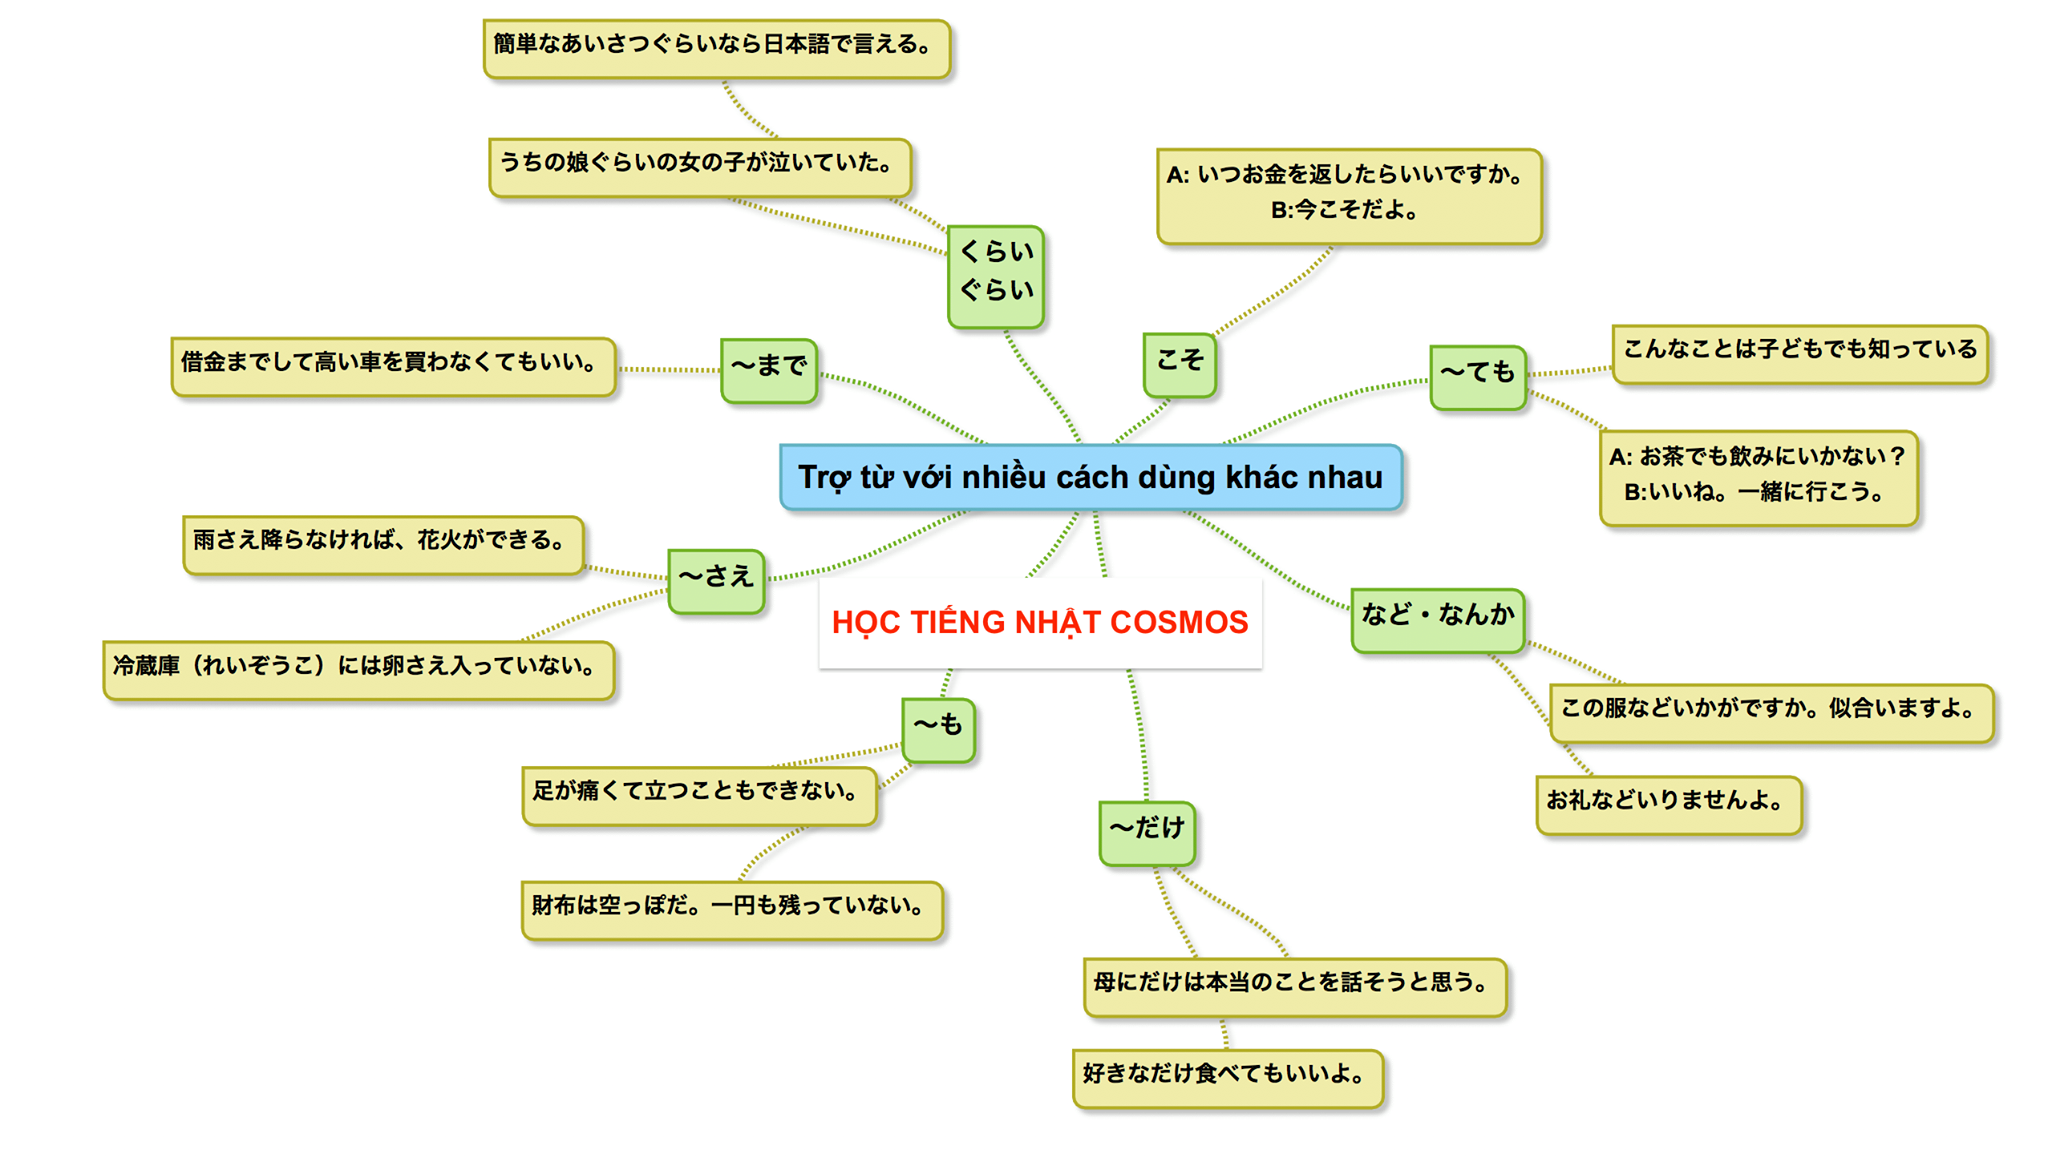 簡単なあいさつぐらいなら日本語で言える。
うちの娘ぐらいの女の子が泣いていた。
くらい
ぐらい
A: いつお金を返したらいいですか。
B:今こそだよ。
こそ
〜ても
こんなことは子どもでも知っている
A: お茶でも飲みにいかない？
B:いいね。一緒に行こう。
借金までして高い車を買わなくてもいい。
〜まで
Trợ từ với nhiều cách dùng khác nhau
雨さえ降らなければ、花火ができる。
〜さえ
冷蔵庫（れいぞうこ）には卵さえ入っていない。
HỌC TIẾNG NHẬT COSMOS
など・なんか
この服などいかがですか。似合いますよ。
お礼などいりませんよ。
〜も
足が痛くて立つこともできない。
財布は空っぽだ。一円も残っていない。
〜だけ
母にだけは本当のことを話そうと思う。
好きなだけ食べてもいいよ。